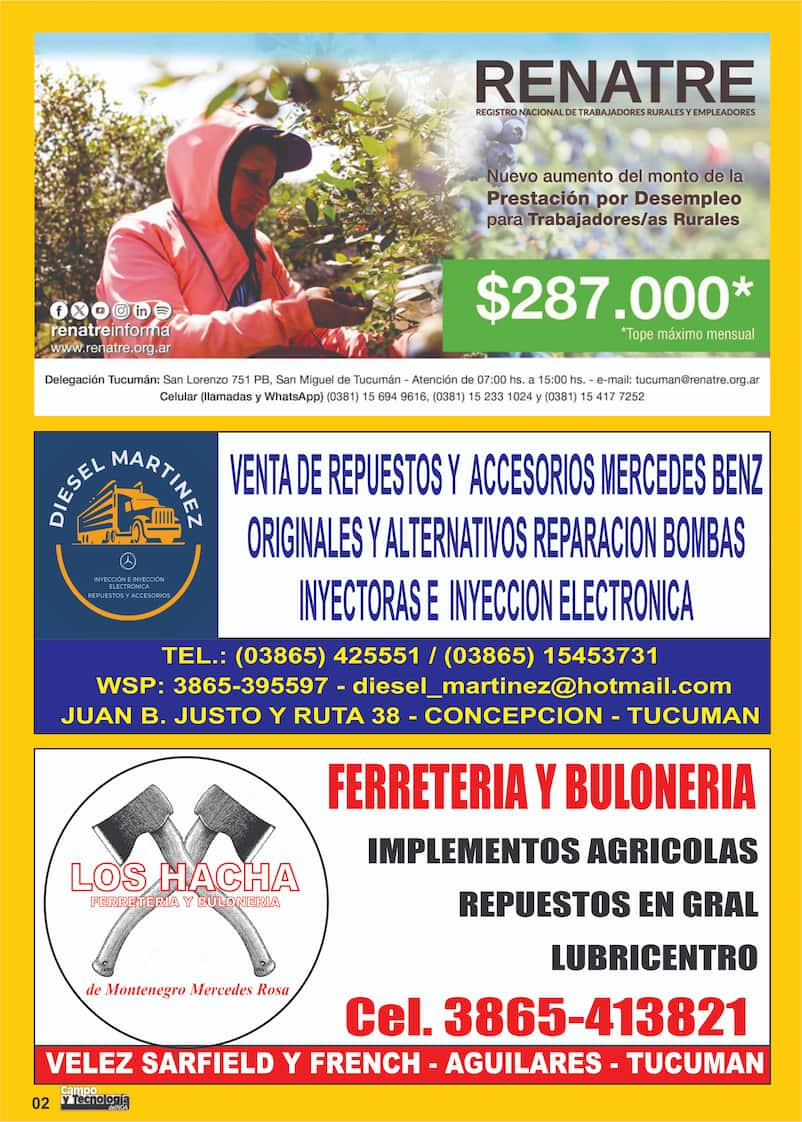 RENATRE
REGISTRO NACIONAL DE TRABAJADORES RURALES Y EMPLEADORES
Nuevo aumento del monto de la
Prestación por Desempleo
para Trabajadores/as Rurales
$287.000*
*Tope máximo mensual
renatreinforma
www.renatre.org.ar
Delegación Tucumán: San Lorenzo 751 PB, San Miguel de Tucumán - Atención de 07:00 hs. a 15:00 hs. - e-mail: tucuman@renatre.org.ar
Celular (llamadas y WhatsApp) (0381) 15 694 9616, (0381) 15 233 1024 y (0381) 15 417 7252
DIESEL MARTINEZ
INYECCIÓN E INYECCIÓN
ELECTRÓNICA
REPUESTOS Y ACCESORIOS
VENTA DE REPUESTOS Y ACCESORIOS MERCEDES BENZ
ORIGINALES Y ALTERNATIVOS REPARACION BOMBAS
INYECTORAS E INYECCION ELECTRONICA
TEL.: (03865) 425551 / (03865) 15453731
WSP: 3865-395597 - diesel_martinez@hotmail.com
JUAN B. JUSTO Y RUTA 38 - CONCEPCION - TUCUMAN
LOS HACHA
FERRETERIA Y BULONERIA
de Montenegro Mercedes Rosa
FERRETERIA Y BULONERIA
IMPLEMENTOS AGRICOLAS
REPUESTOS EN GRAL
LUBRICENTRO
Cel. 3865-413821
VELEZ SARFIELD Y FRENCH - AGUILARES - TUCUMAN
02
Campo
y Tecnología